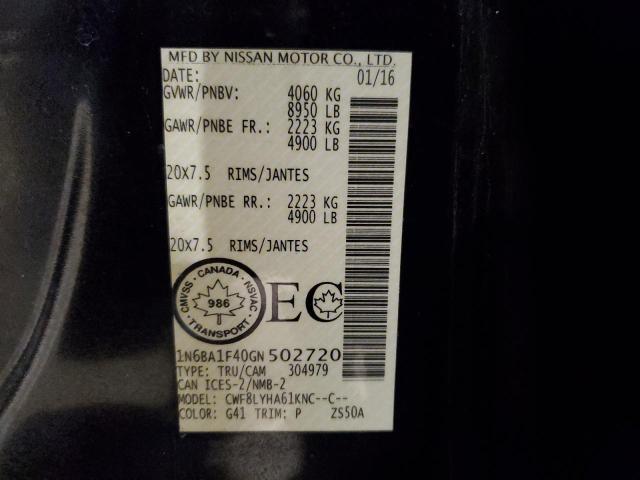 MFD BY NISSAN MOTOR CO., LTD.
DATE: 01/16
GVWR/PNBV: 4060 KG
8950 LB
GAWR/PNBE FR.: 2223 KG
4900 LB
20X7.5 RIMS/JANTES
GAWR/PNBE RR.: 2223 KG
4900 LB
20X7.5 RIMS/JANTES
CANADA
CMVSS NSVAC
986
TRANSPORT
EC
1N6BA1F40GN502720
TYPE: TRU/CAM 304979
CAN ICES-2/NMB-2
MODEL: CWF8LYHA61KNC--C--
COLOR: G41 TRIM: P ZS50A